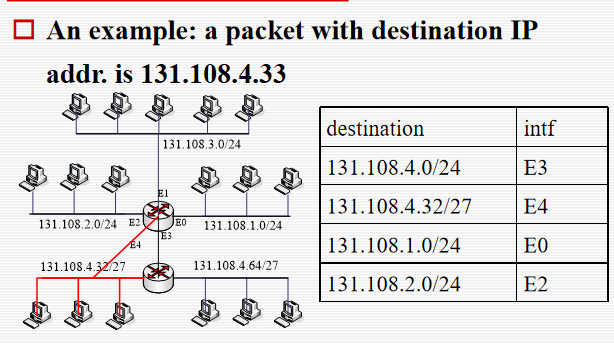 An example: a packet with destination IP
addr. is 131.108.4.33
131.108.3.0/24
E1
131.108.2.0/24 E2 E0 131.108.1.0/24
E3
E4
131.108.4.32/27
131.108.4.64/27
destination intf
131.108.4.0/24 E3
131.108.4.32/27 E4
131.108.1.0/24 E0
131.108.2.0/24 E2